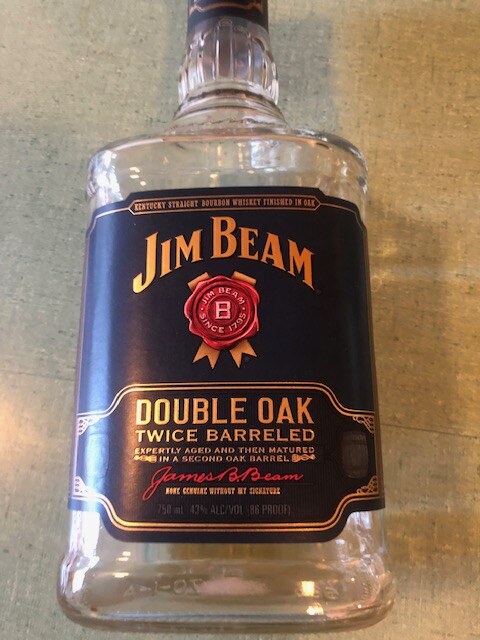 KENTUCKY STRAIGHT BOURBON WHISKEY FINISHED IN OAK
JIM BEAM
JIM BEAM
B
SINCE 1795
DOUBLE OAK
TWICE BARRELED
EXPERTLY AGED AND THEN MATURED
IN A SECOND OAK BARREL
James B. Beam
NONE GENUINE WITHOUT MY SIGNATURE
750 ml 43% ALC/VOL (86 PROOF)